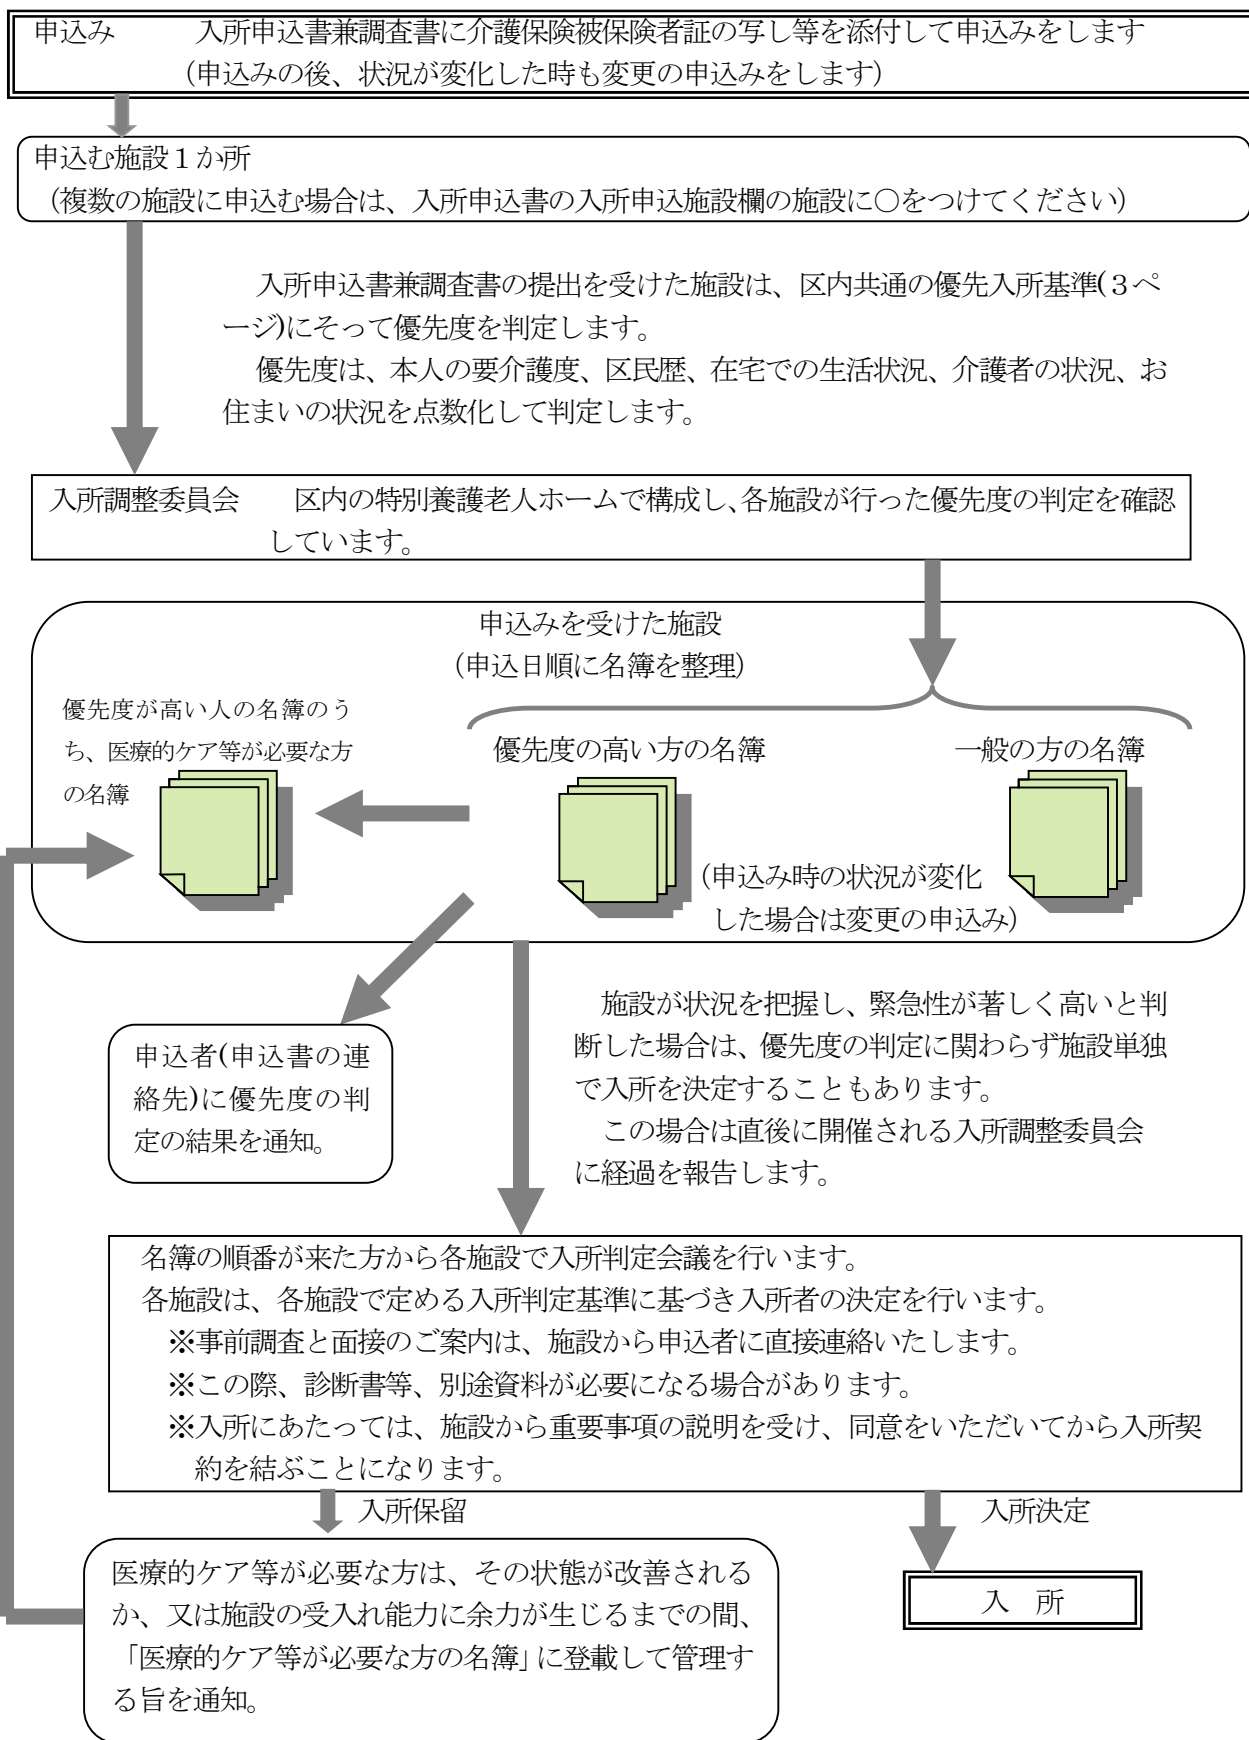 申込み　　　入所申込書兼調査書に介護保険被保険者証の写し等を添付して申込みをします
(申込みの後、状況が変化した時も変更の申込みをします)
申込む施設１か所
(複数の施設に申込む場合は、入所申込書の入所申込施設欄の施設に○をつけてください)
入所申込書兼調査書の提出を受けた施設は、区内共通の優先入所基準(３ペ
ージ)にそって優先度を判定します。
優先度は、本人の要介護度、区民歴、在宅での生活状況、介護者の状況、お
住まいの状況を点数化して判定します。
入所調整委員会　　区内の特別養護老人ホームで構成し、各施設が行った優先度の判定を確認
しています。
申込みを受けた施設
(申込日順に名簿を整理)
優先度が高い人の名簿のう
ち、医療的ケア等が必要な方
の名簿
優先度の高い方の名簿
一般の方の名簿
(申込み時の状況が変化
した場合は変更の申込み)
施設が状況を把握し、緊急性が著しく高いと判
断した場合は、優先度の判定に関わらず施設単独
で入所を決定することもあります。
この場合は直後に開催される入所調整委員会
に経過を報告します。
申込者(申込書の連
絡先)に優先度の判
定の結果を通知。
名簿の順番が来た方から各施設で入所判定会議を行います。
各施設は、各施設で定める入所判定基準に基づき入所者の決定を行います。
※事前調査と面接のご案内は、施設から申込者に直接連絡いたします。
※この際、診断書等、別途資料が必要になる場合があります。
※入所にあたっては、施設から重要事項の説明を受け、同意をいただいてから入所契
約を結ぶことになります。
入所保留
入所決定
医療的ケア等が必要な方は、その状態が改善される
か、又は施設の受入れ能力に余力が生じるまでの間、
「医療的ケア等が必要な方の名簿」に登載して管理す
る旨を通知。
入　所